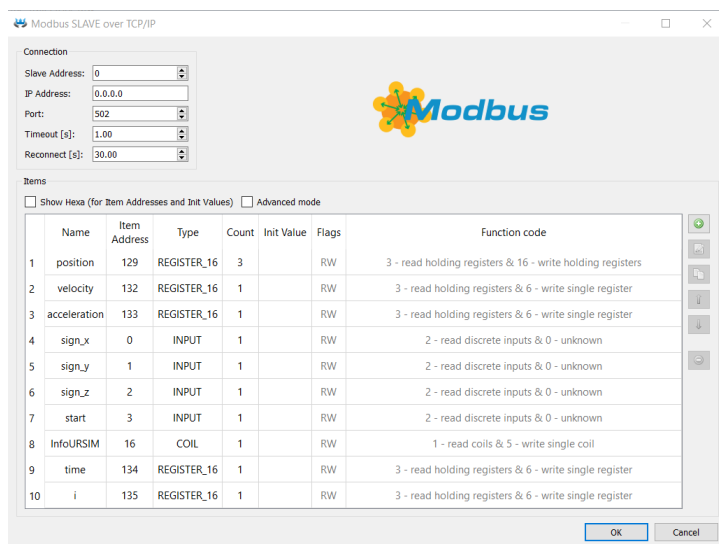 Modbus SLAVE over TCP/IP
Connection
Slave Address: 0
IP Address: 0.0.0.0
Port: 502
Timeout [s]: 1.00
Reconnect [s]: 30.00
Modbus
Items
Show Hexa (for Item Addresses and Init Values) Advanced mode
Name Item Address Type Count Init Value Flags Function code
1 position 129 REGISTER_16 3 RW 3 - read holding registers & 16 - write holding registers
2 velocity 132 REGISTER_16 1 RW 3 - read holding registers & 6 - write single register
3 acceleration 133 REGISTER_16 1 RW 3 - read holding registers & 6 - write single register
4 sign_x 0 INPUT 1 RW 2 - read discrete inputs & 0 - unknown
5 sign_y 1 INPUT 1 RW 2 - read discrete inputs & 0 - unknown
6 sign_z 2 INPUT 1 RW 2 - read discrete inputs & 0 - unknown
7 start 3 INPUT 1 RW 2 - read discrete inputs & 0 - unknown
8 InfoURSIM 16 COIL 1 RW 1 - read coils & 5 - write single coil
9 time 134 REGISTER_16 1 RW 3 - read holding registers & 6 - write single register
10 i 135 REGISTER_16 1 RW 3 - read holding registers & 6 - write single register
OK Cancel